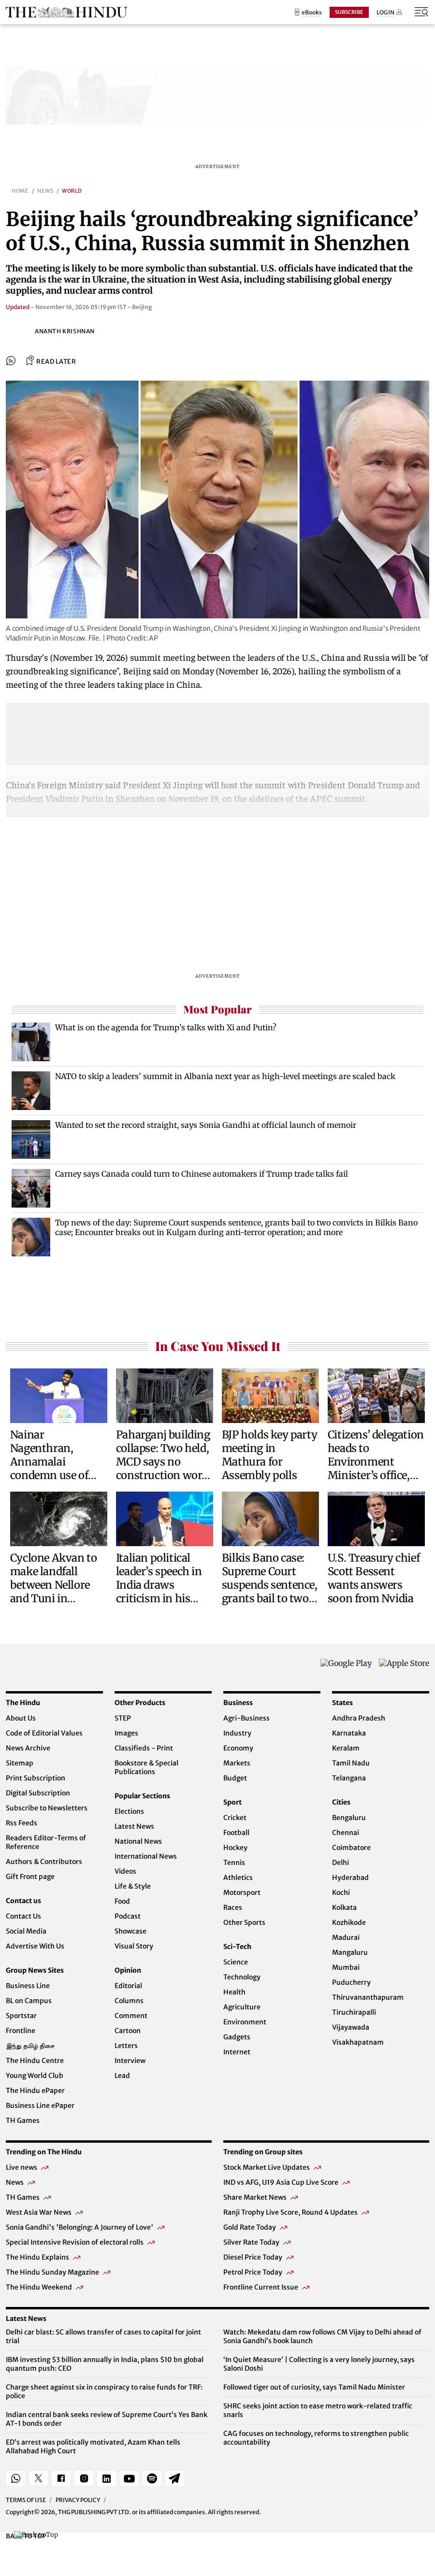 THE HINDU
eBooks
SUBSCRIBE
LOGIN
ADVERTISEMENT
HOME / NEWS / WORLD
Beijing hails ‘groundbreaking significance’
of U.S., China, Russia summit in Shenzhen
The meeting is likely to be more symbolic than substantial. U.S. officials have indicated that the
agenda is the war in Ukraine, the situation in West Asia, including stabilising global energy
supplies, and nuclear arms control
Updated - November 16, 2026 05:19 pm IST - Beijing
ANANTH KRISHNAN
READ LATER
A combined image of U.S. President Donald Trump in Washington, China's President Xi Jinping in Washington and Russia's President
Vladimir Putin in Moscow. File. | Photo Credit: AP
Thursday's (November 19, 2026) summit meeting between the leaders of the U.S., China and Russia will be "of
groundbreaking significance", Beijing said on Monday (November 16, 2026), hailing the symbolism of a
meeting of the three leaders taking place in China.
China's Foreign Ministry said President Xi Jinping will host the summit with President Donald Trump and
President Vladimir Putin in Shenzhen on November 19, on the sidelines of the APEC summit.
ADVERTISEMENT
Most Popular
What is on the agenda for Trump's talks with Xi and Putin?
NATO to skip a leaders' summit in Albania next year as high-level meetings are scaled back
Wanted to set the record straight, says Sonia Gandhi at official launch of memoir
Carney says Canada could turn to Chinese automakers if Trump trade talks fail
Top news of the day: Supreme Court suspends sentence, grants bail to two convicts in Bilkis Bano
case; Encounter breaks out in Kulgam during anti-terror operation; and more
In Case You Missed It
Nainar
Nagenthran,
Annamalai
condemn use of...
Paharganj building
collapse: Two held,
MCD says no
construction wor...
BJP holds key party
meeting in
Mathura for
Assembly polls
Citizens' delegation
heads to
Environment
Minister's office,...
Cyclone Akvan to
make landfall
between Nellore
and Tuni in...
Italian political
leader's speech in
India draws
criticism in his...
Bilkis Bano case:
Supreme Court
suspends sentence,
grants bail to two...
U.S. Treasury chief
Scott Bessent
wants answers
soon from Nvidia
Google Play
Apple Store
The Hindu
About Us
Code of Editorial Values
News Archive
Sitemap
Print Subscription
Digital Subscription
Subscribe to Newsletters
Rss Feeds
Readers Editor-Terms of
Reference
Authors & Contributors
Gift Front page
Contact us
Contact Us
Social Media
Advertise With Us
Group News Sites
Business Line
BL on Campus
Sportstar
Frontline
இந்து தமிழ் திசை
The Hindu Centre
Young World Club
The Hindu ePaper
Business Line ePaper
TH Games
Other Products
STEP
Images
Classifieds - Print
Bookstore & Special
Publications
Popular Sections
Elections
Latest News
National News
International News
Videos
Life & Style
Food
Podcast
Showcase
Visual Story
Opinion
Editorial
Columns
Comment
Cartoon
Letters
Interview
Lead
Business
Agri-Business
Industry
Economy
Markets
Budget
Sport
Cricket
Football
Hockey
Tennis
Athletics
Motorsport
Races
Other Sports
Sci-Tech
Science
Technology
Health
Agriculture
Environment
Gadgets
Internet
States
Andhra Pradesh
Karnataka
Keralam
Tamil Nadu
Telangana
Cities
Bengaluru
Chennai
Coimbatore
Delhi
Hyderabad
Kochi
Kolkata
Kozhikode
Madurai
Mangaluru
Mumbai
Puducherry
Thiruvananthapuram
Tiruchirapalli
Vijayawada
Visakhapatnam
Trending on The Hindu
Live news
News
TH Games
West Asia War News
Sonia Gandhi's 'Belonging: A Journey of Love'
Special Intensive Revision of electoral rolls
The Hindu Explains
The Hindu Sunday Magazine
The Hindu Weekend
Trending on Group sites
Stock Market Live Updates
IND vs AFG, U19 Asia Cup Live Score
Share Market News
Ranji Trophy Live Score, Round 4 Updates
Gold Rate Today
Silver Rate Today
Diesel Price Today
Petrol Price Today
Frontline Current Issue
Latest News
Delhi car blast: SC allows transfer of cases to capital for joint
trial
IBM investing $3 billion annually in India, plans $10 bn global
quantum push: CEO
Charge sheet against six in conspiracy to raise funds for TRF:
police
Indian central bank seeks review of Supreme Court's Yes Bank
AT-1 bonds order
ED's arrest was politically motivated, Azam Khan tells
Allahabad High Court
Watch: Mekedatu dam row follows CM Vijay to Delhi ahead of
Sonia Gandhi's book launch
'In Quiet Measure' | Collecting is a very lonely journey, says
Saloni Doshi
Followed tiger out of curiosity, says Tamil Nadu Minister
SHRC seeks joint action to ease metro work-related traffic
snarls
CAG focuses on technology, reforms to strengthen public
accountability
TERMS OF USE / PRIVACY POLICY /
Copyright© 2026, THG PUBLISHING PVT LTD. or its affiliated companies. All rights reserved.
BACK TO TOP